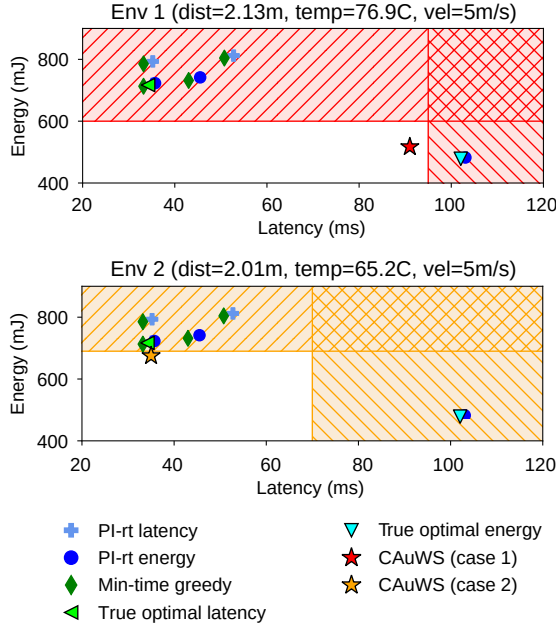 Env 1 (dist=2.13m, temp=76.9C, vel=5m/s)
Energy (mJ)
800
600
400
20 40 60 80 100 120
Latency (ms)
Env 2 (dist=2.01m, temp=65.2C, vel=5m/s)
Energy (mJ)
800
600
400
20 40 60 80 100 120
Latency (ms)
PI-rt latency
PI-rt energy
Min-time greedy
True optimal latency
True optimal energy
CAuWS (case 1)
CAuWS (case 2)